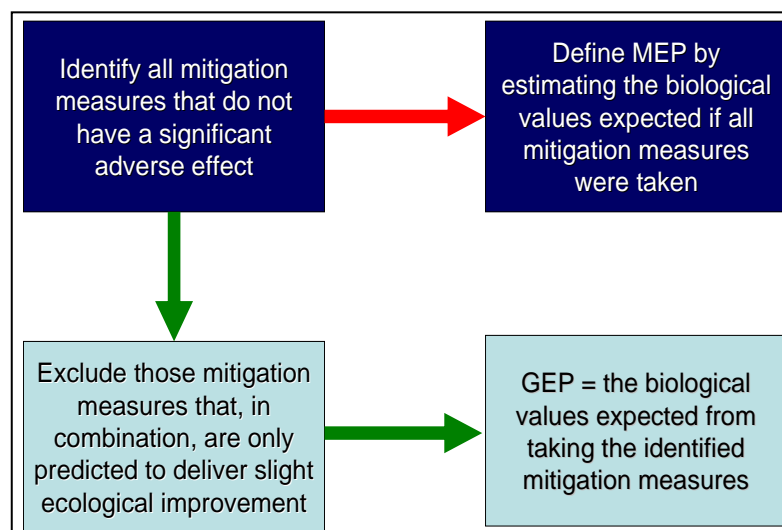 Identify all mitigation
measures that do not
have a significant
adverse effect
Define MEP by
estimating the biological
values expected if all
mitigation measures
were taken
Exclude those mitigation
measures that, in
combination, are only
predicted to deliver slight
ecological improvement
GEP = the biological
values expected from
taking the identified
mitigation measures